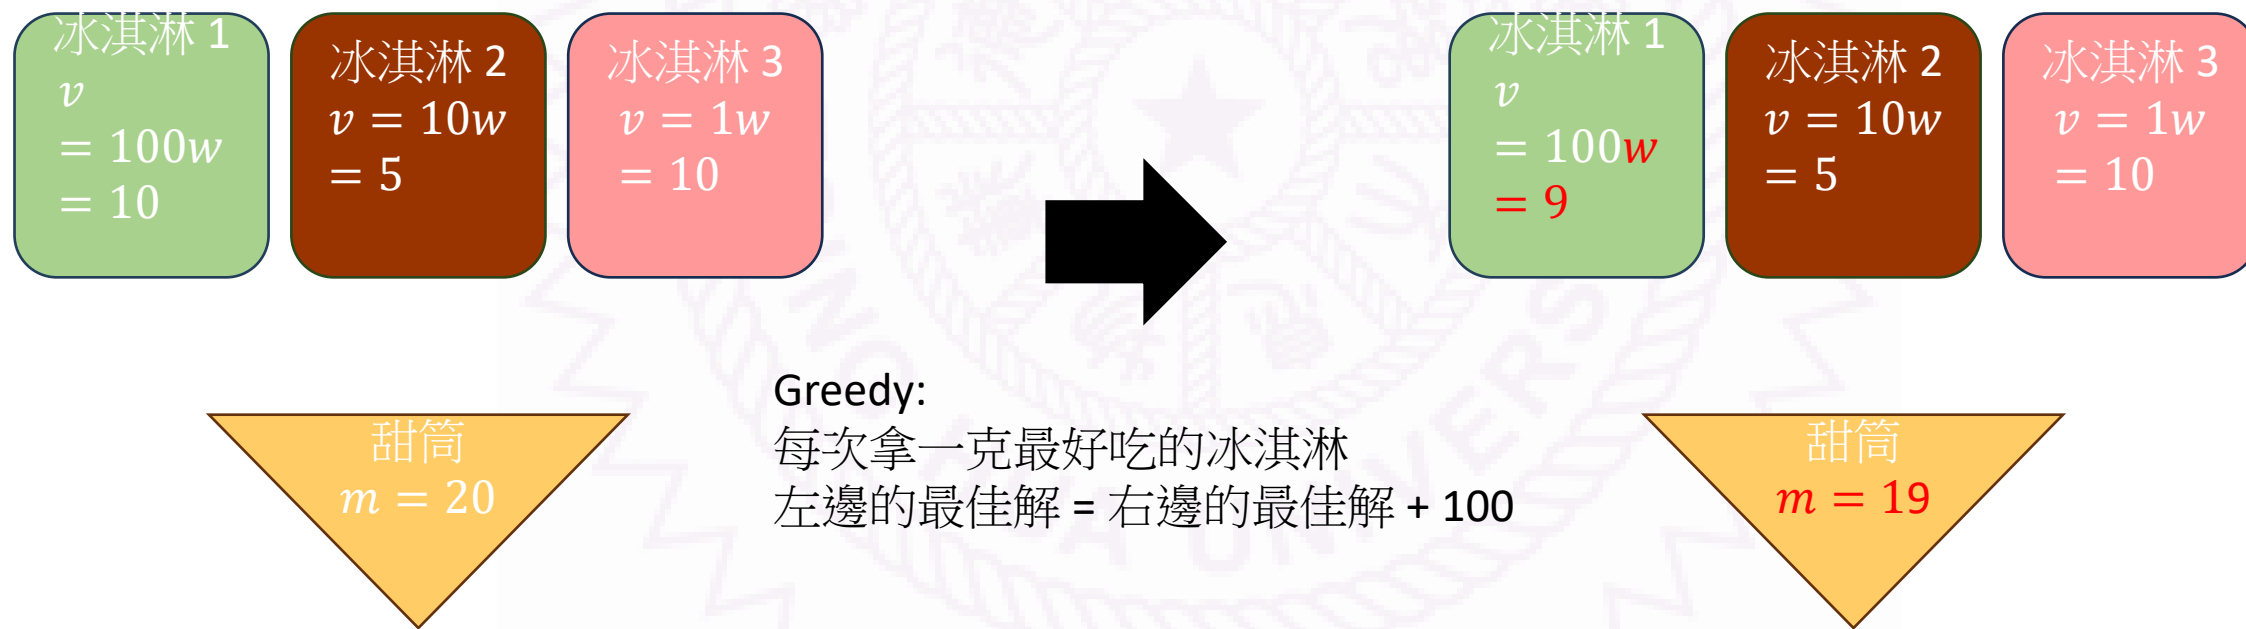 冰淇淋 1
v
= 100w
= 10
冰淇淋 2
v = 10w
= 5
冰淇淋 3
v = 1w
= 10
冰淇淋 1
v
= 100w
= 9
冰淇淋 2
v = 10w
= 5
冰淇淋 3
v = 1w
= 10
甜筒
m = 20
Greedy:
每次拿一克最好吃的冰淇淋
左邊的最佳解 = 右邊的最佳解 + 100
甜筒
m = 19